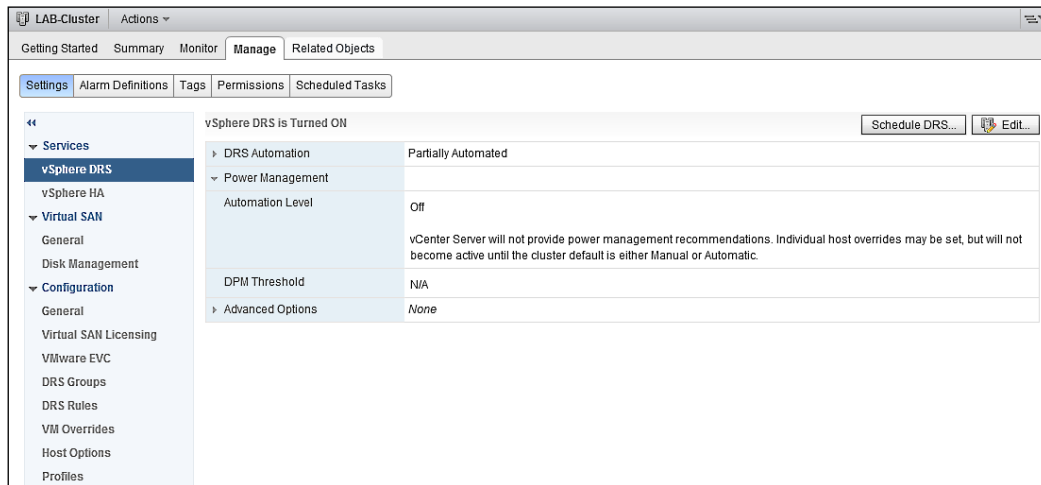 LAB-Cluster Actions
Getting Started Summary Monitor Manage Related Objects
Settings Alarm Definitions Tags Permissions Scheduled Tasks
vSphere DRS is Turned ON Schedule DRS... Edit...
Services
vSphere DRS
vSphere HA
Virtual SAN
General
Disk Management
Configuration
General
Virtual SAN Licensing
VMware EVC
DRS Groups
DRS Rules
VM Overrides
Host Options
Profiles
DRS Automation Partially Automated
Power Management
Automation Level Off
vCenter Server will not provide power management recommendations. Individual host overrides may be set, but will not
become active until the cluster default is either Manual or Automatic.
DPM Threshold N/A
Advanced Options None